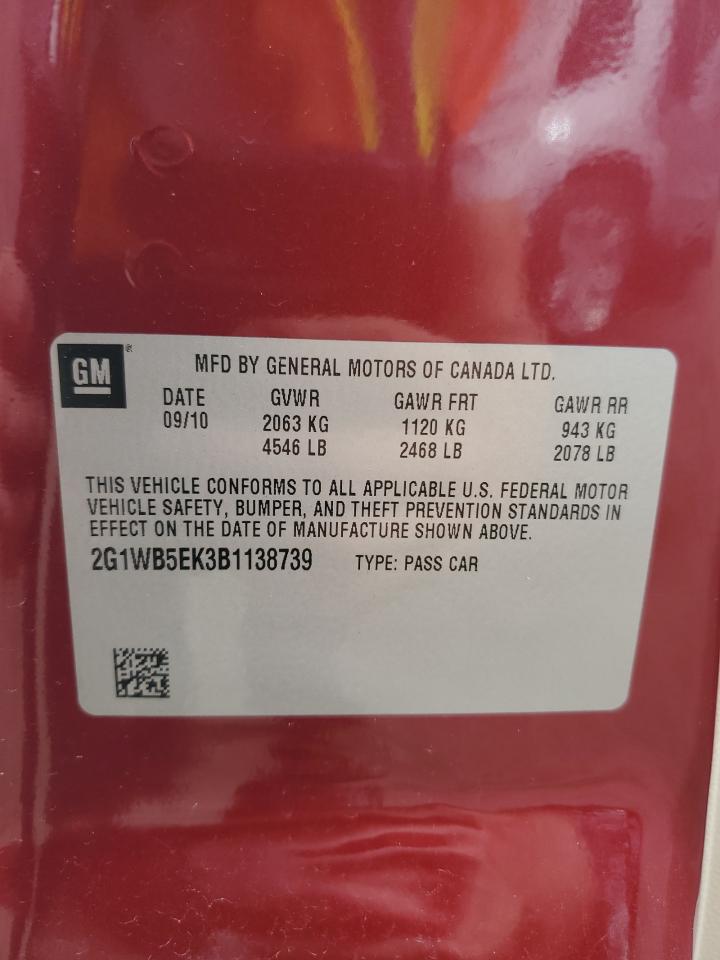 GM ®
MFD BY GENERAL MOTORS OF CANADA LTD.
DATE GVWR GAWR FRT GAWR RR
09/10 2063 KG 1120 KG 943 KG
4546 LB 2468 LB 2078 LB
THIS VEHICLE CONFORMS TO ALL APPLICABLE U.S. FEDERAL MOTOR
VEHICLE SAFETY, BUMPER, AND THEFT PREVENTION STANDARDS IN
EFFECT ON THE DATE OF MANUFACTURE SHOWN ABOVE.
2G1WB5EK3B1138739 TYPE: PASS CAR